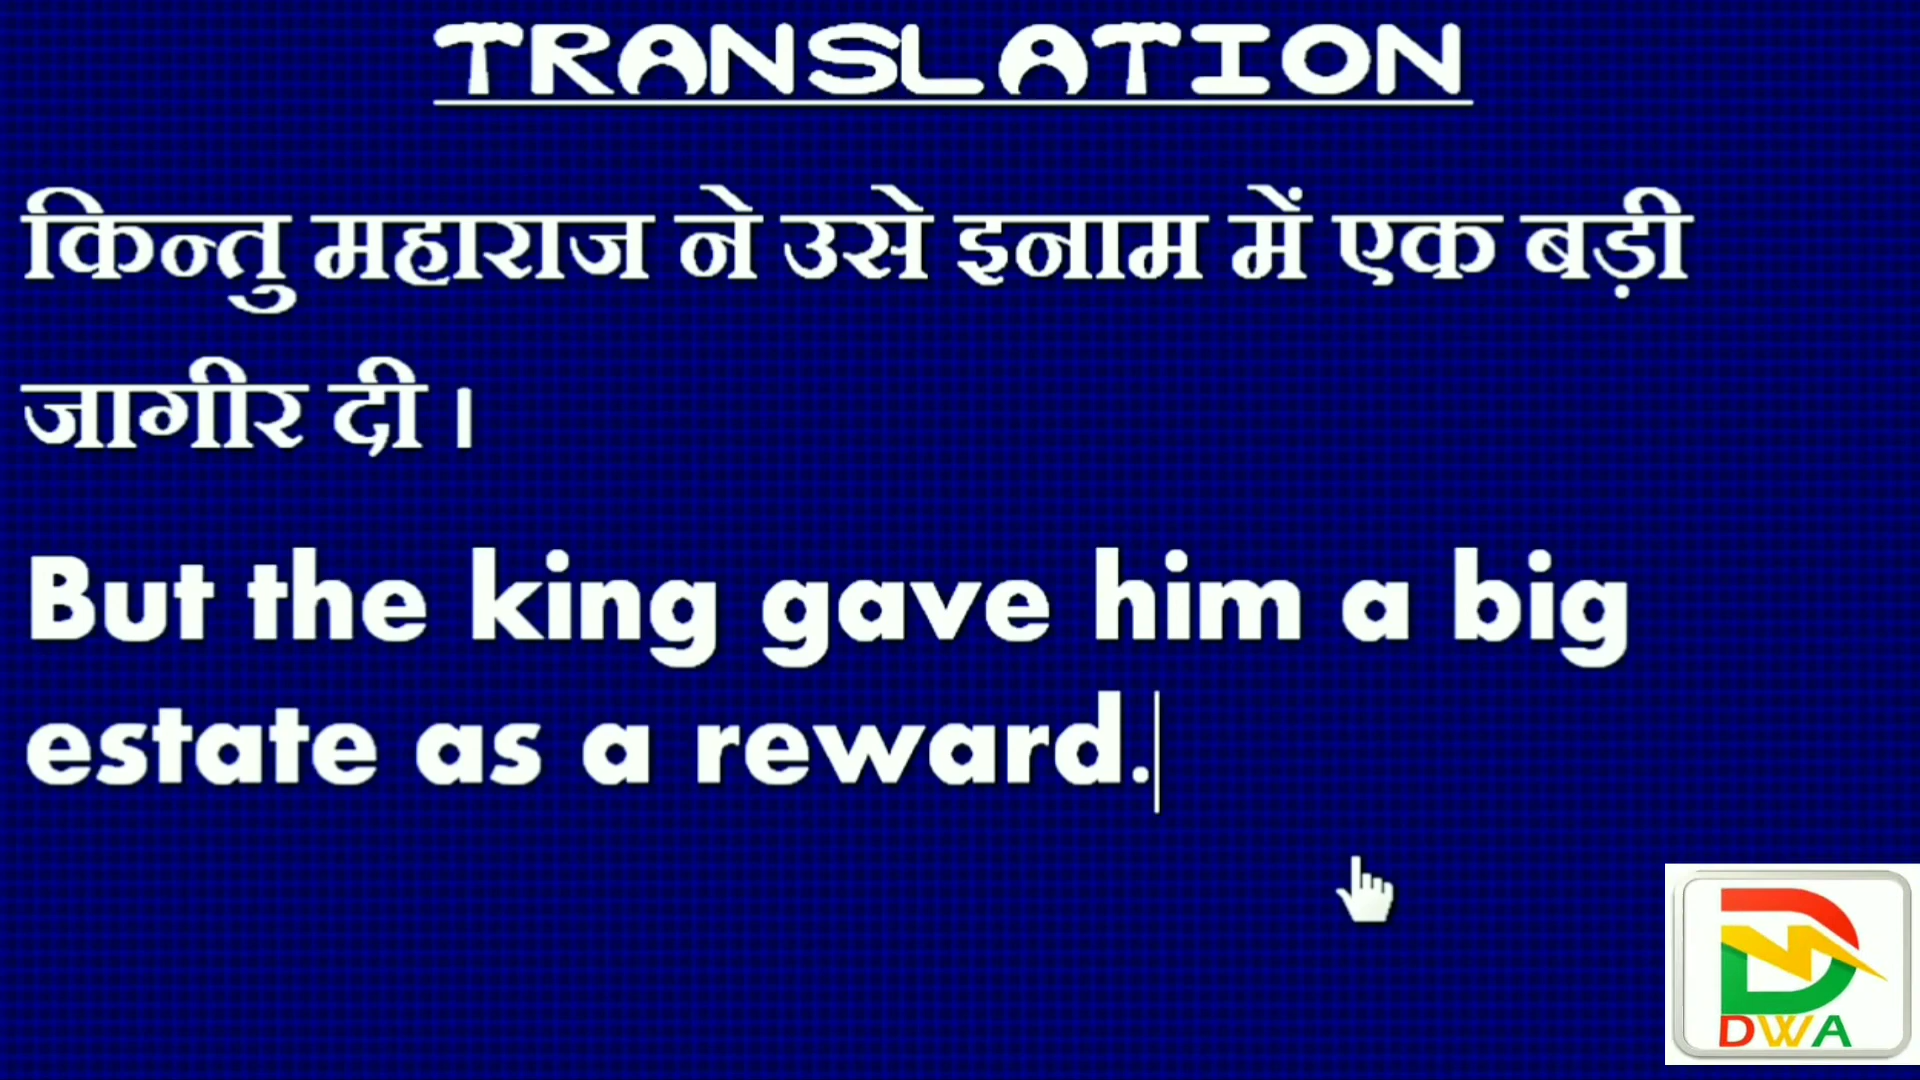 TRANSLATION
किन्तु महाराज ने उसे इनाम में एक बड़ी
जागीर दी ।
But the king gave him a big
estate as a reward.
DWA